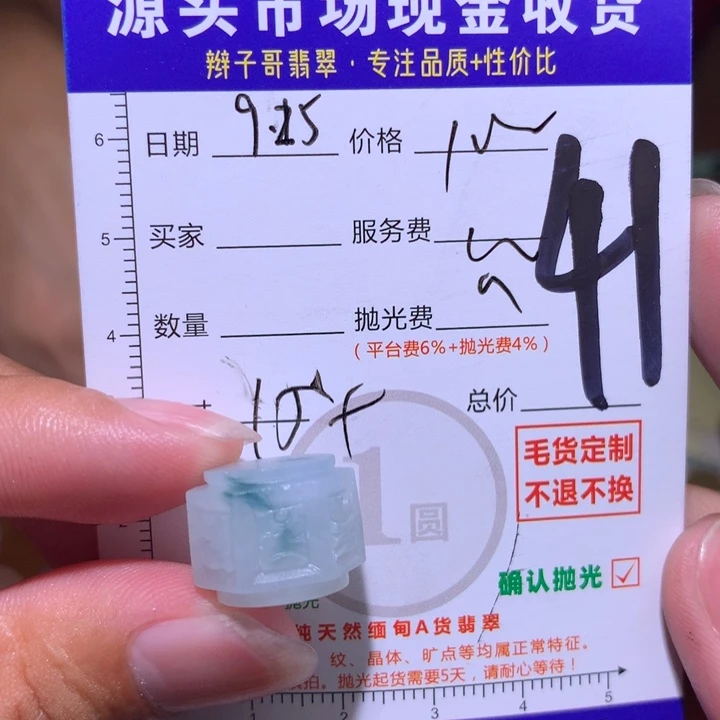 源头市场现金收货
辫子哥翡翠·专注品质+性价比
日期 9.25 价格
买家 服务费
数量 抛光费
(平台费6%+抛光费4%)
41
总价
毛货定制
不退不换
1圆
确认抛光 ☑
抛光
纯天然缅甸A货翡翠
纹、晶体、矿点等均属正常特征。
拍。抛光起货需要5天，请耐心等待！
6
5
4
2
1 2 3 4 5